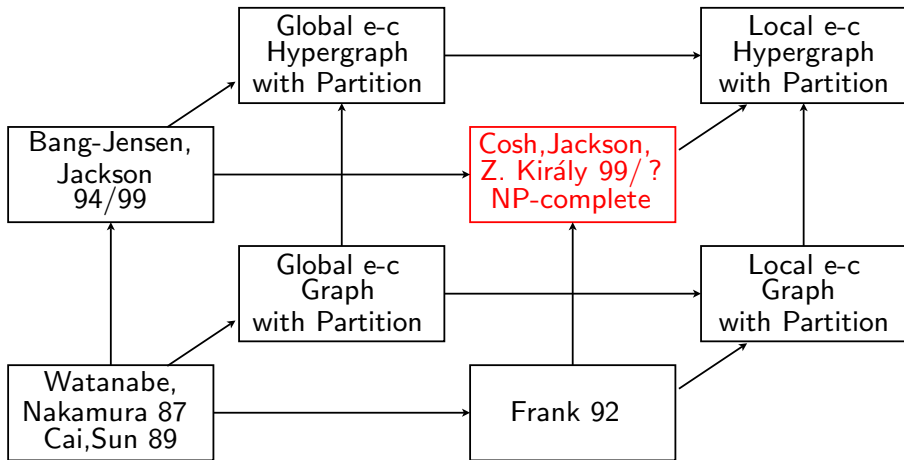 Global e-c
Hypergraph
with Partition
Local e-c
Hypergraph
with Partition
Bang-Jensen,
Jackson
94/99
Cosh,Jackson,
Z. Király 99/?
NP-complete
Global e-c
Graph
with Partition
Local e-c
Graph
with Partition
Watanabe,
Nakamura 87
Cai,Sun 89
Frank 92